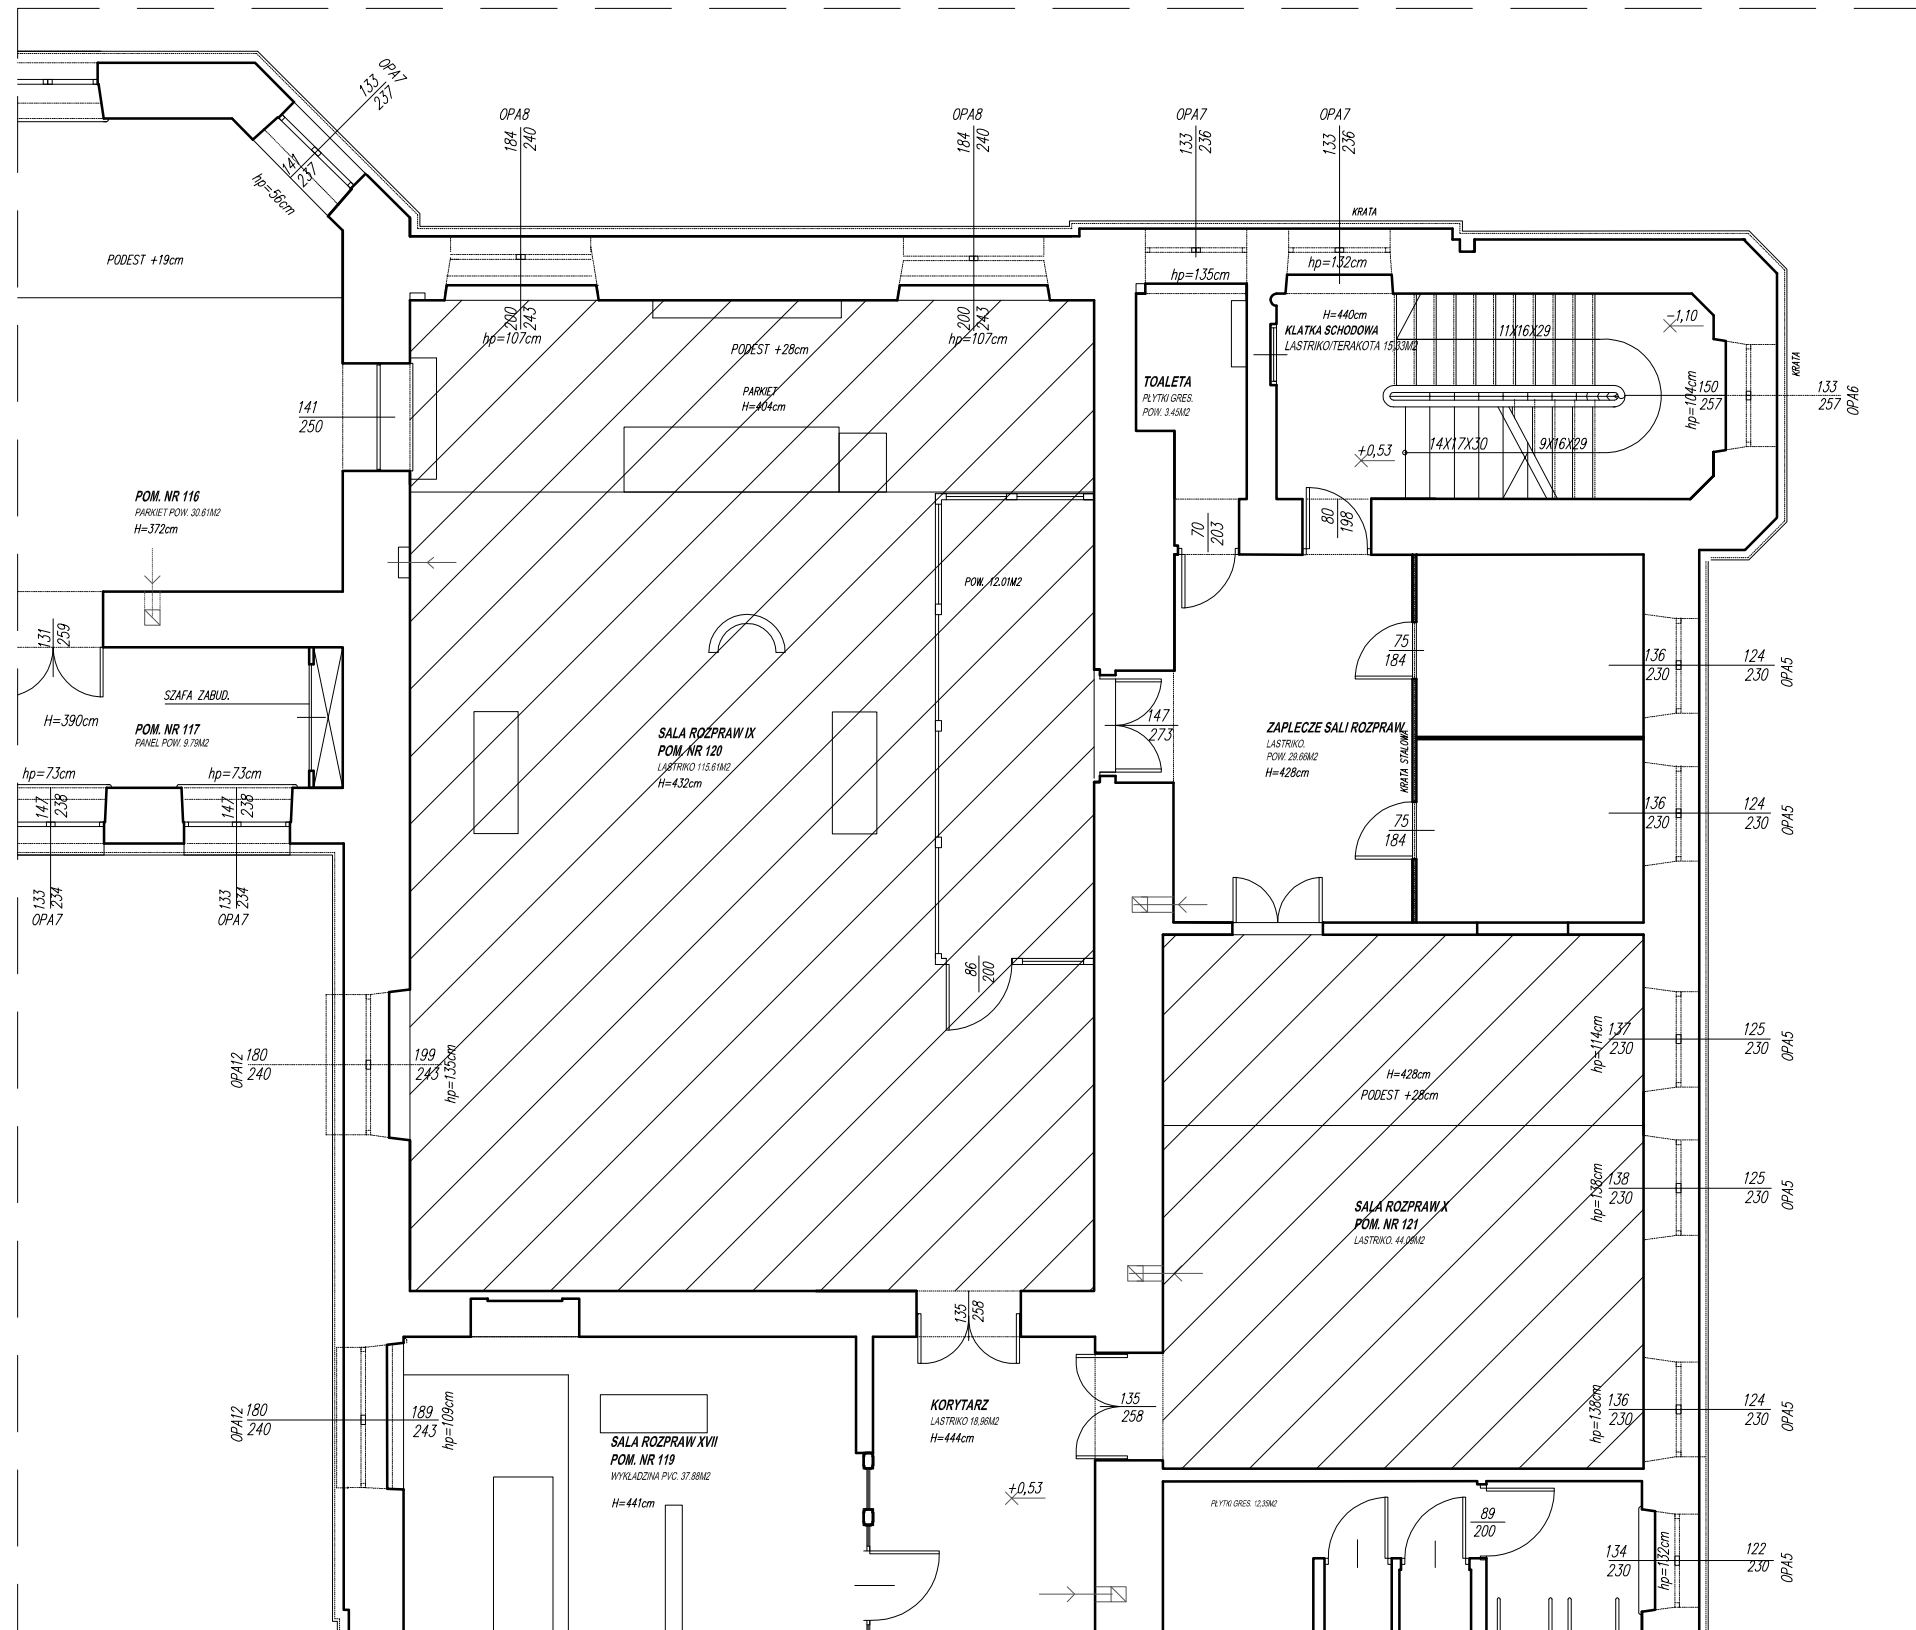 OPA7
133
237
141
237
hp=56cm
OPA8
184
240
200
243
hp=107cm
OPA8
184
240
200
243
hp=107cm
OPA7
133
236
hp=135cm
OPA7
133
236
hp=132cm
KRATA
PODEST +19cm
PODEST +28cm
PARKIET
H=404cm
141
250
POM. NR 116
PARKIET POW. 30.61M2
H=372cm
TOALETA
PŁYTKI GRES.
POW. 3.45M2
H=440cm
KLATKA SCHODOWA
LASTRIKO/TERAKOTA 15,33M2
11X16X29
-1,10
14X17X30
9X16X29
+0,53
hp=104cm
150
257
KRATA
133
257
OPA6
70
203
80
198
POW. 12.01M2
131
259
SZAFA ZABUD.
H=390cm
POM. NR 117
PANEL POW. 9.79M2
hp=73cm
hp=73cm
147
238
147
238
133
234
OPA7
133
234
OPA7
SALA ROZPRAW IX
POM. NR 120
LASTRIKO 115.61M2
H=432cm
147
273
ZAPLECZE SALI ROZPRAW
LASTRIKO.
POW. 29.66M2
H=428cm
KRATA STALOWA
75
184
75
184
136
230
124
230
OPA5
136
230
124
230
OPA5
86
200
OPA12
180
240
199
243
hp=135cm
H=428cm
PODEST +28cm
hp=114cm
137
230
125
230
OPA5
hp=138cm
138
230
125
230
OPA5
SALA ROZPRAW X
POM. NR 121
LASTRIKO. 44.09M2
135
258
OPA12
180
240
189
243
hp=109cm
SALA ROZPRAW XVII
POM. NR 119
WYKŁADZINA PVC. 37.88M2
H=441cm
KORYTARZ
LASTRIKO 18,96M2
H=444cm
+0,53
135
258
hp=138cm
136
230
124
230
OPA5
PŁYTKI GRES. 12,35M2
89
200
134
230
hp=132cm
122
230
OPA5